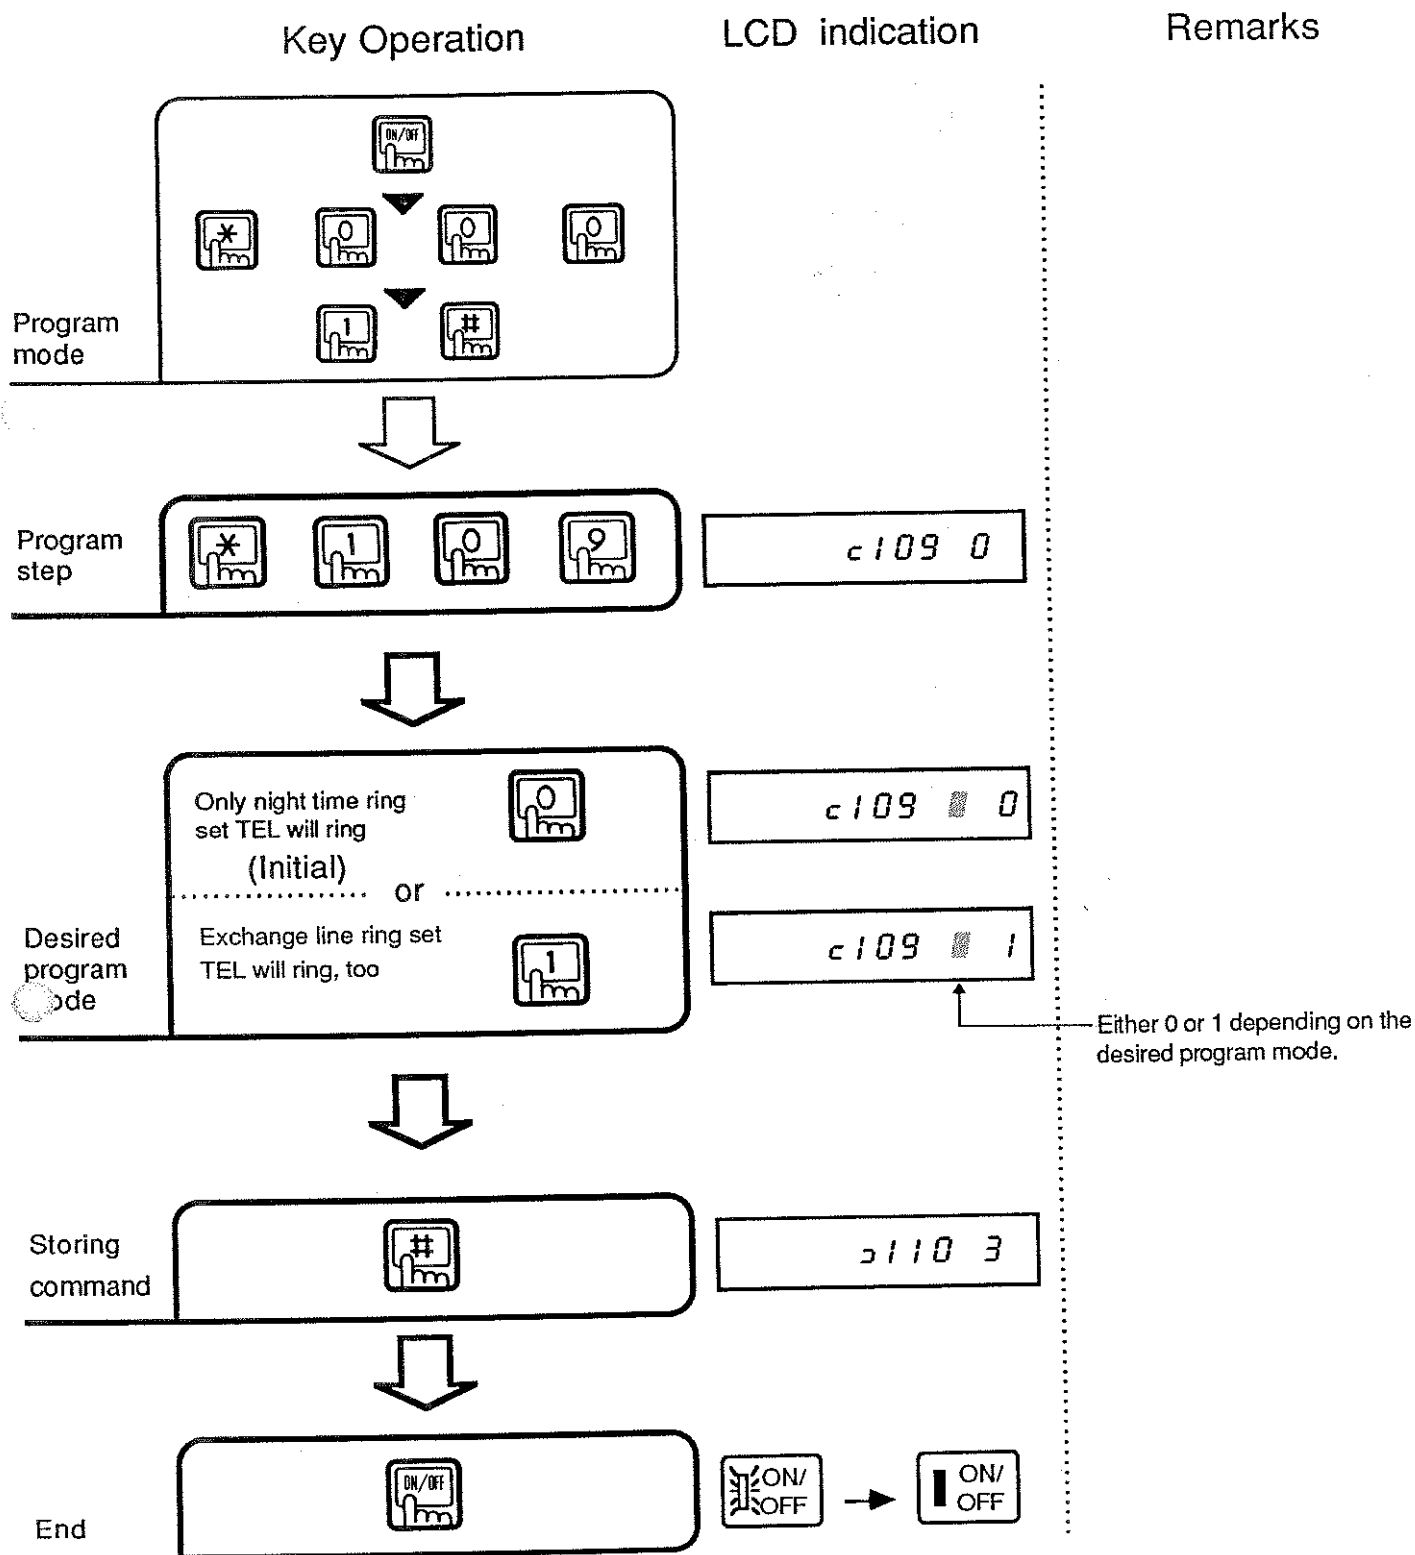 Key Operation LCD indication Remarks
ON/OFF
* 0 0 0
1 #
Program
mode
Program
step
* 1 0 9
c109 0
Only night time ring
set TEL will ring
(Initial)
0
c109 0
or
Exchange line ring set
TEL will ring, too
1
c109 1
Desired
program
Either 0 or 1 depending on the
desired program mode.
Storing
command
#
110 3
End
ON/OFF
ON/
OFF
ON/
OFF